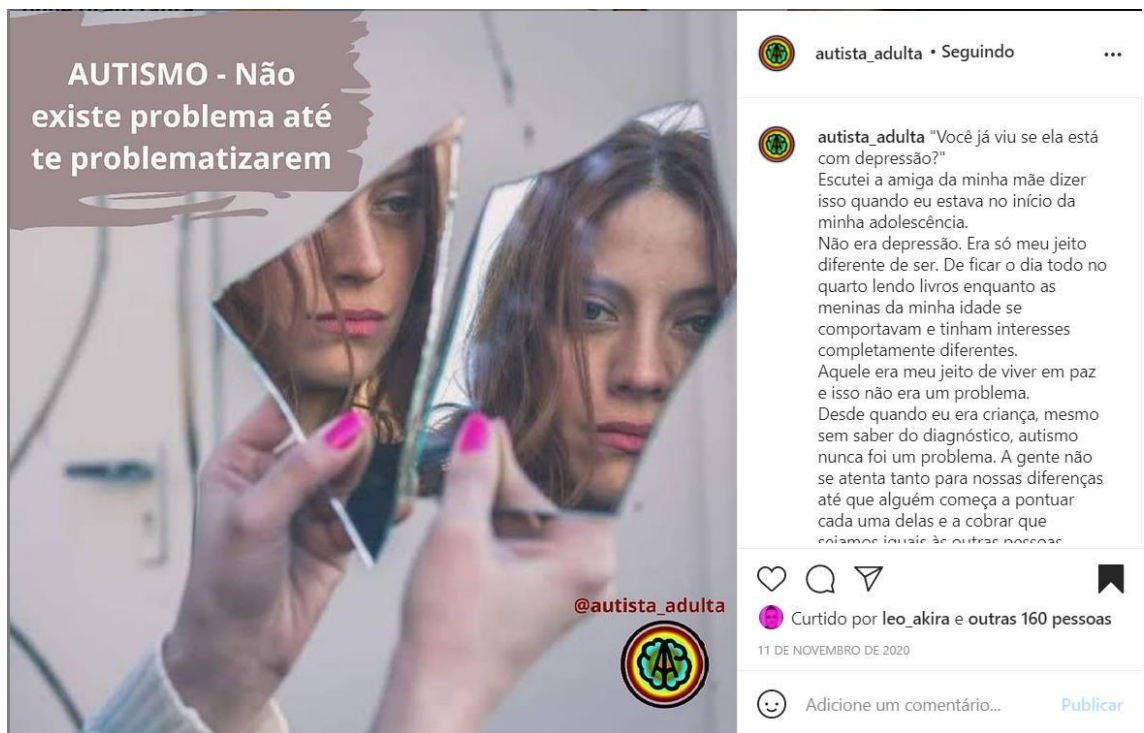 AUTISMO - Não
existe problema até
te problematizarem
@autista_adulta
autista_adulta • Seguindo
autista_adulta "Você já viu se ela está
com depressão?"
Escutei a amiga da minha mãe dizer
isso quando eu estava no início da
minha adolescência.
Não era depressão. Era só meu jeito
diferente de ser. De ficar o dia todo no
quarto lendo livros enquanto as
meninas da minha idade se
comportavam e tinham interesses
completamente diferentes.
Aquele era meu jeito de viver em paz
e isso não era um problema.
Desde quando eu era criança, mesmo
sem saber do diagnóstico, autismo
nunca foi um problema. A gente não
se atenta tanto para nossas diferenças
até que alguém começa a pontuar
cada uma delas e a cobrar que
sejamos iguais às outras pessoas
Curtido por leo_akira e outras 160 pessoas
11 DE NOVEMBRO DE 2020
Adicione um comentário... Publicar